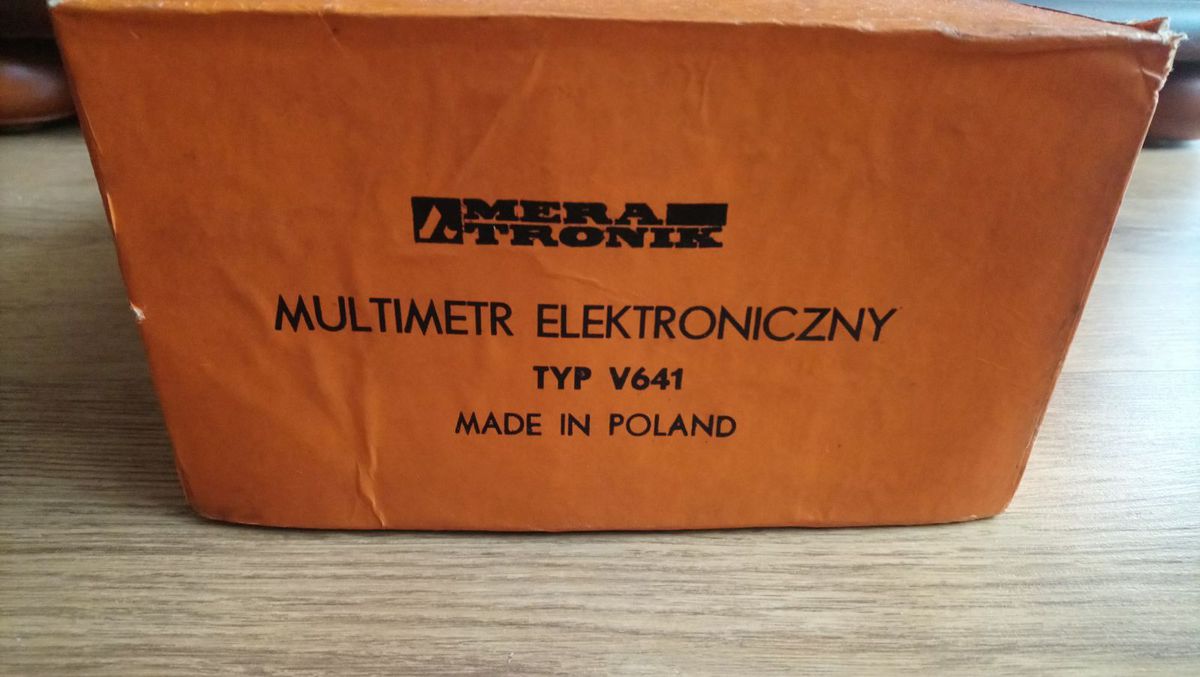 MERA
TRONIK
MULTIMETR ELEKTRONICZNY
TYP V641
MADE IN POLAND